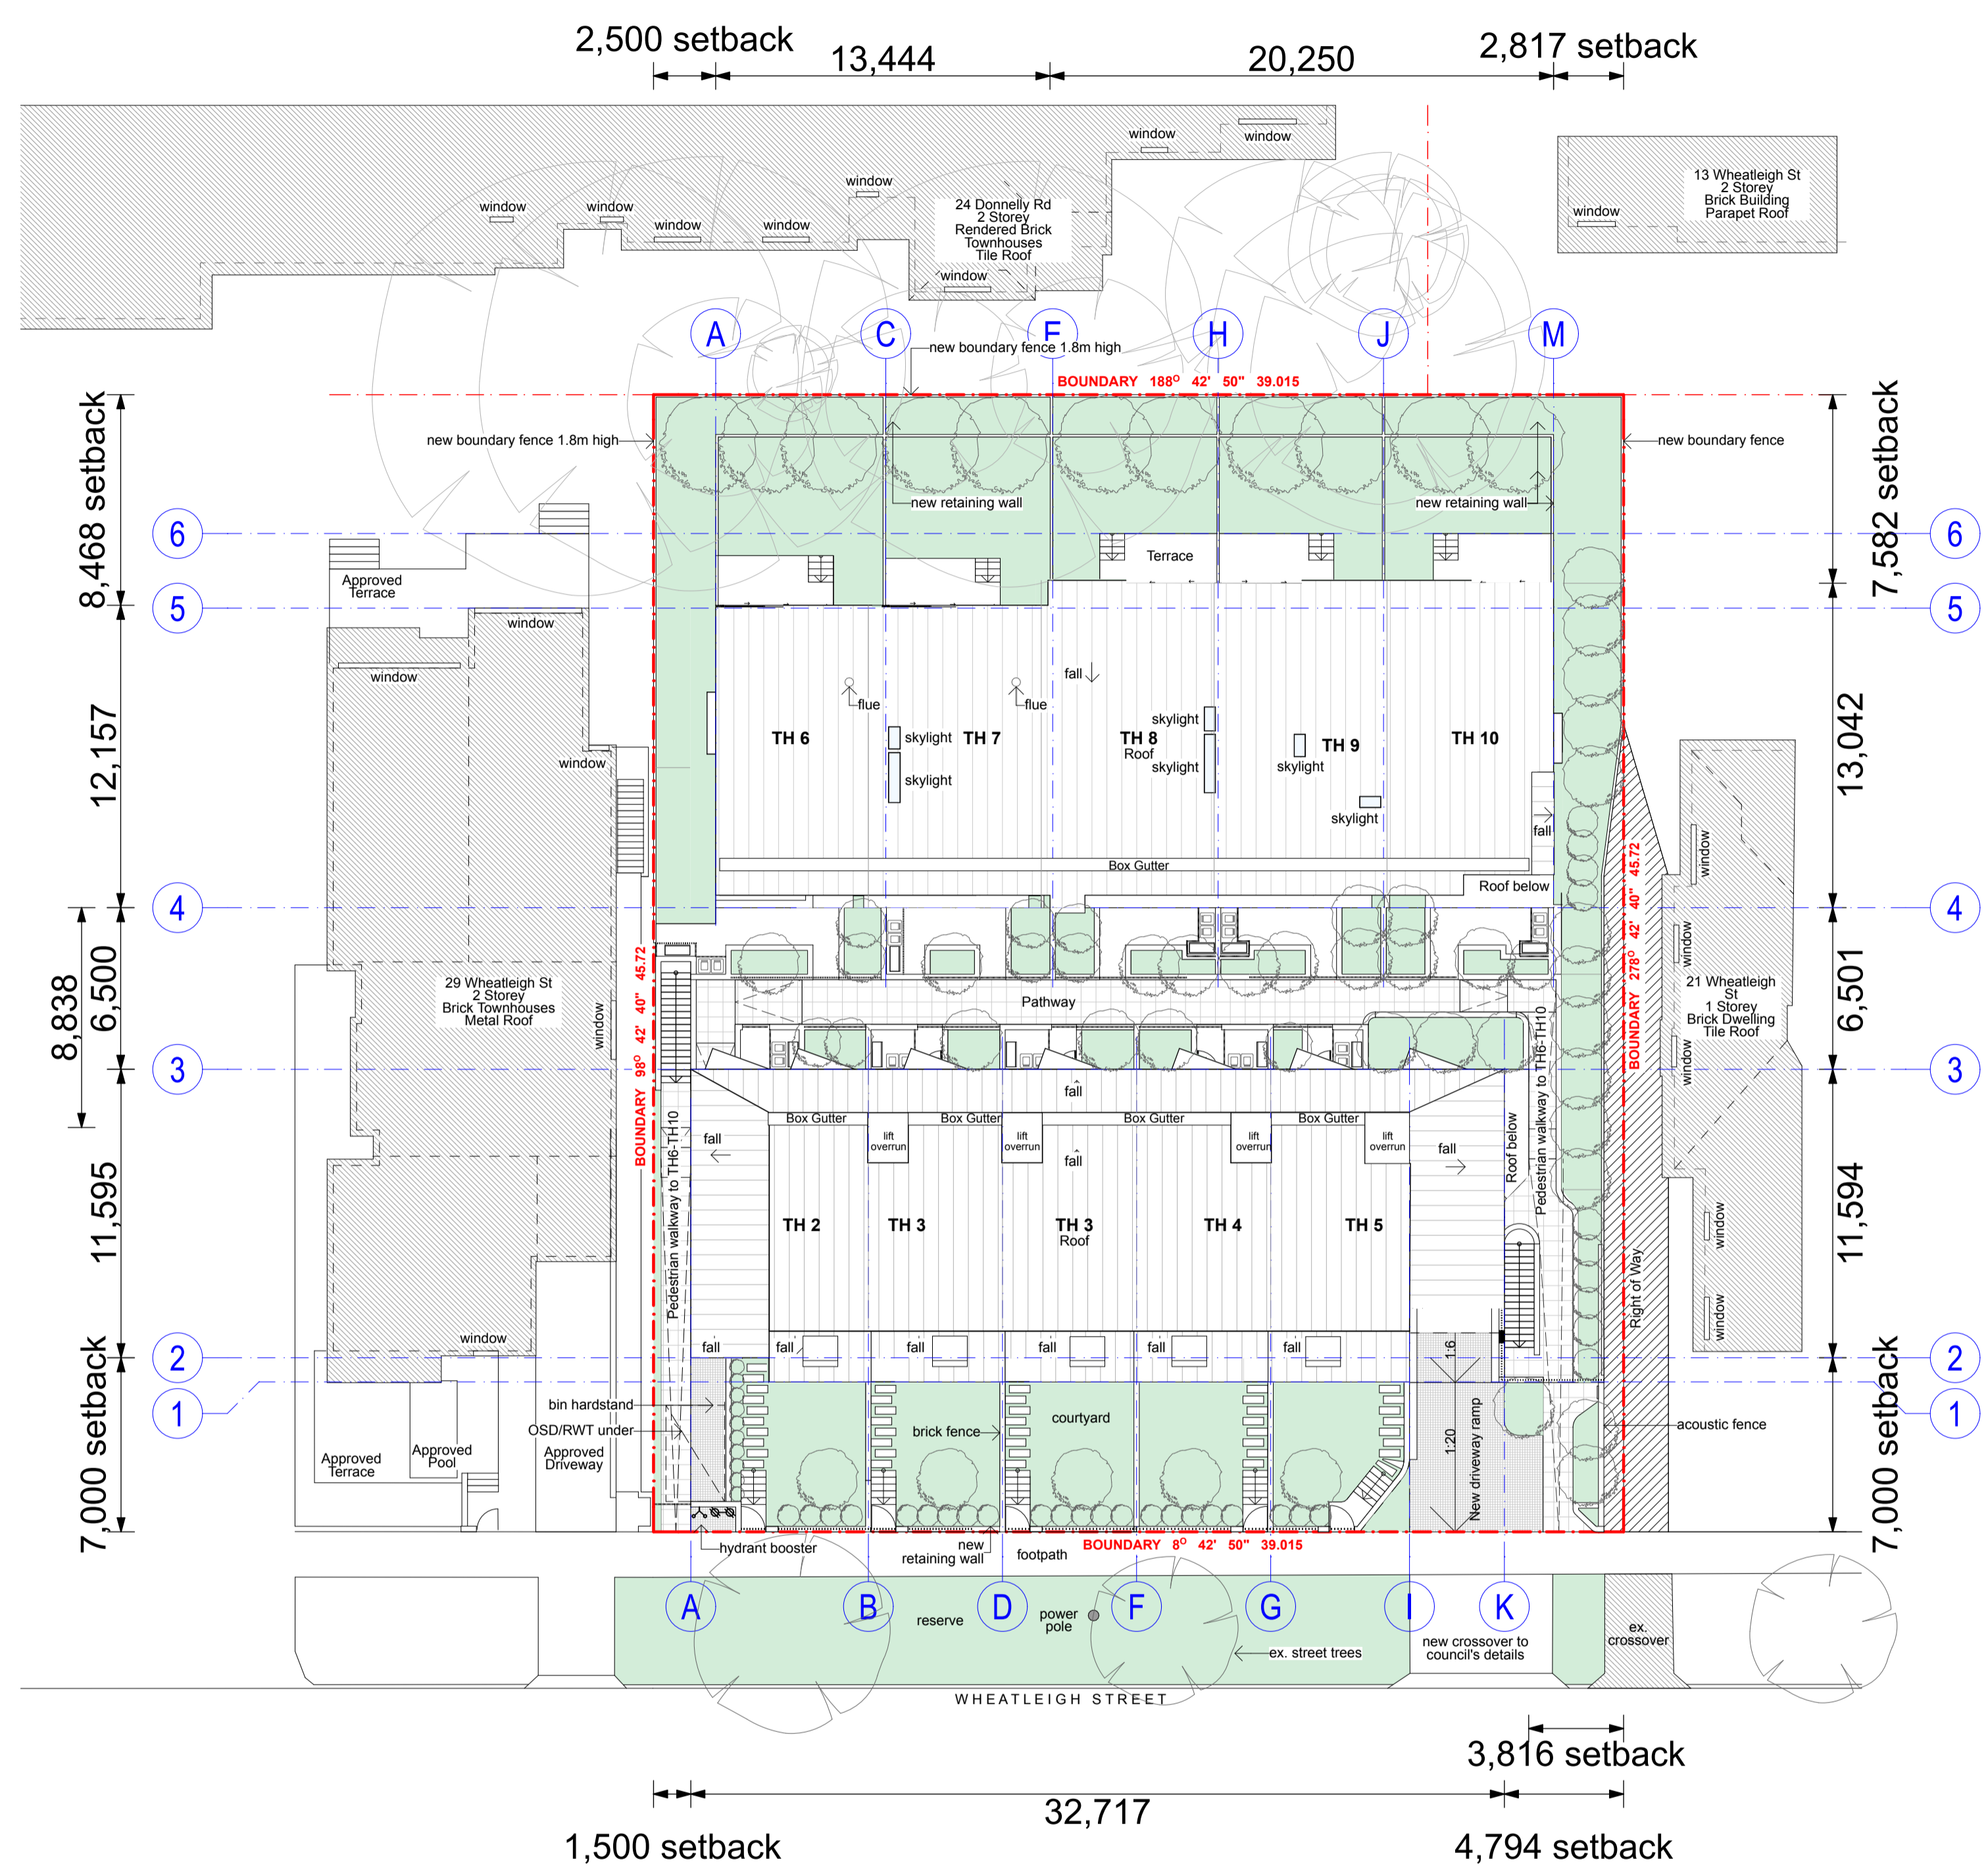 2,500 setback
13,444
20,250
2,817 setback
window
window
window
window
window
window
window
window
24 Donnelly Rd
2 Storey
Rendered Brick
Townhouses
Tile Roof
13 Wheatleigh St
2 Storey
Brick Building
Parapet Roof
window
A
C
H
J
M
new boundary fence 1.8m high
BOUNDARY 188° 42' 50" 39.015
new boundary fence 1.8m high
new boundary fence
8,468 setback
7,582 setback
new retaining wall
new retaining wall
6
6
Terrace
Approved
Terrace
5
5
window
window
window
fall
flue
flue
skylight
skylight
skylight
skylight
skylight
skylight
TH 6
TH 7
TH 8
Roof
TH 9
TH 10
12,157
13,042
fall
Box Gutter
Roof below
window
BOUNDARY 278° 42' 40" 45.72
4
4
8,838
6,500
6,501
BOUNDARY 98° 42' 40" 45.72
29 Wheatleigh St
2 Storey
Brick Townhouses
Metal Roof
window
Pathway
window
window
21 Wheatleigh
St
1 Storey
Brick Dwelling
Tile Roof
3
3
fall
Box Gutter
Box Gutter
Box Gutter
Box Gutter
lift
overrun
lift
overrun
lift
overrun
lift
overrun
fall
fall
fall
Roof below
Pedestrian walkway to TH6-TH10
Pedestrian walkway to TH6-TH10
11,595
11,594
TH 2
TH 3
TH 3
Roof
TH 4
TH 5
window
window
Right of Way
window
2
2
fall
fall
fall
fall
fall
fall
1:6
1
1
bin hardstand
OSD/RWT under
brick fence
courtyard
1:20
New driveway ramp
acoustic fence
Approved
Terrace
Approved
Pool
Approved
Driveway
7,000 setback
7,000 setback
hydrant booster
new
retaining wall
footpath
BOUNDARY 8° 42' 50" 39.015
A
B
D
F
G
I
K
reserve
power
pole
ex. street trees
new crossover to
council's details
ex.
crossover
WHEATLEIGH STREET
3,816 setback
32,717
1,500 setback
4,794 setback